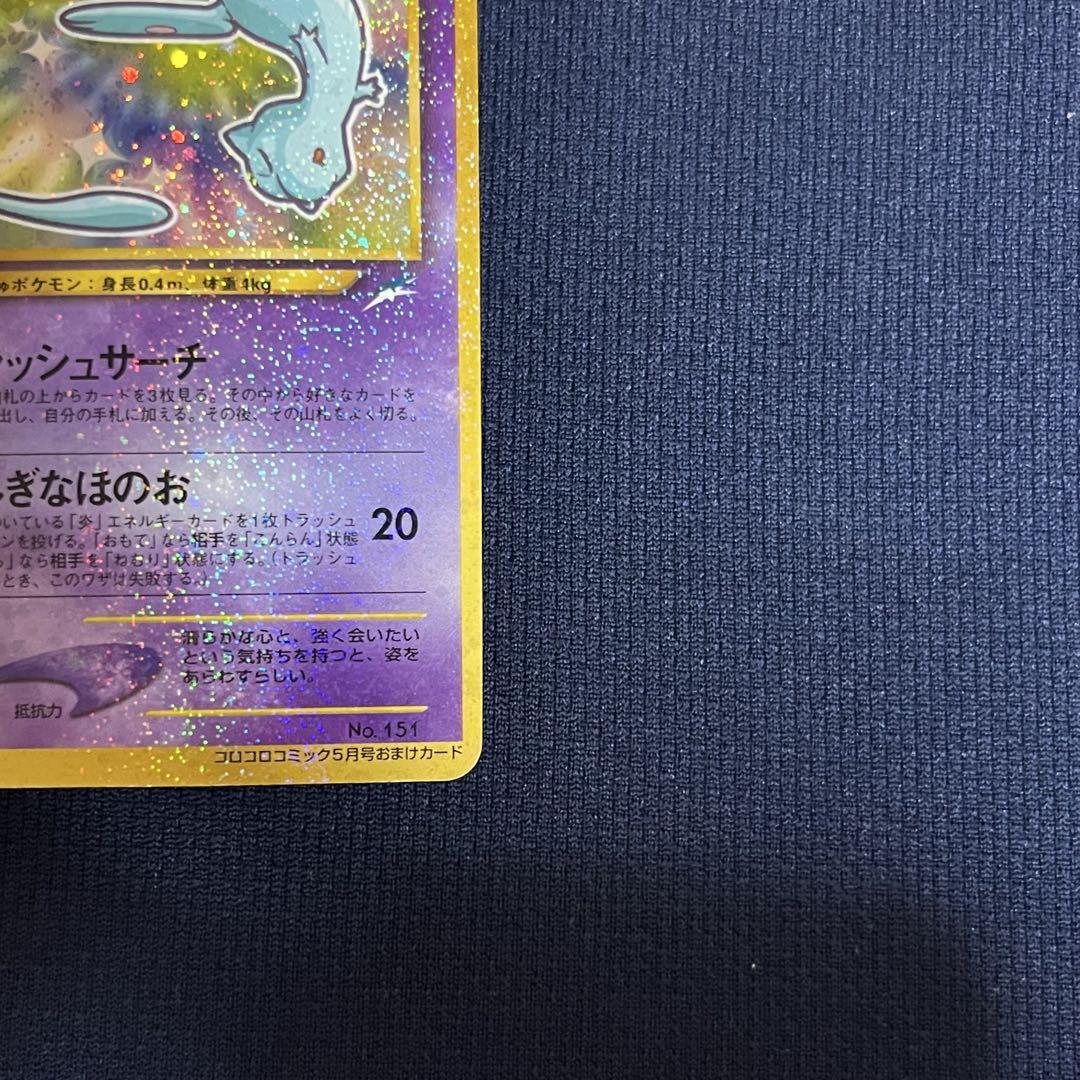 ゅポケモン：身長0.4m、体重4kg
ッシュサーチ
札の上からカードを3枚見る。その中から好きなカードを
出し、自分の手札に加える。その後、その山札をよく切る。
ぎなほのお
いている「炎」エネルギーカードを1枚トラッシュ
ンを投げる。「おもて」なら相手を「こんらん」状態
」なら相手を「ねむり」状態にする。（トラッシュ
とき、このワザは失敗する。）
20
清らかな心と、強く会いたい
という気持ちを持つと、姿を
あらわすらしい。
抵抗力
No. 151
コロコロコミック5月号おまけカード